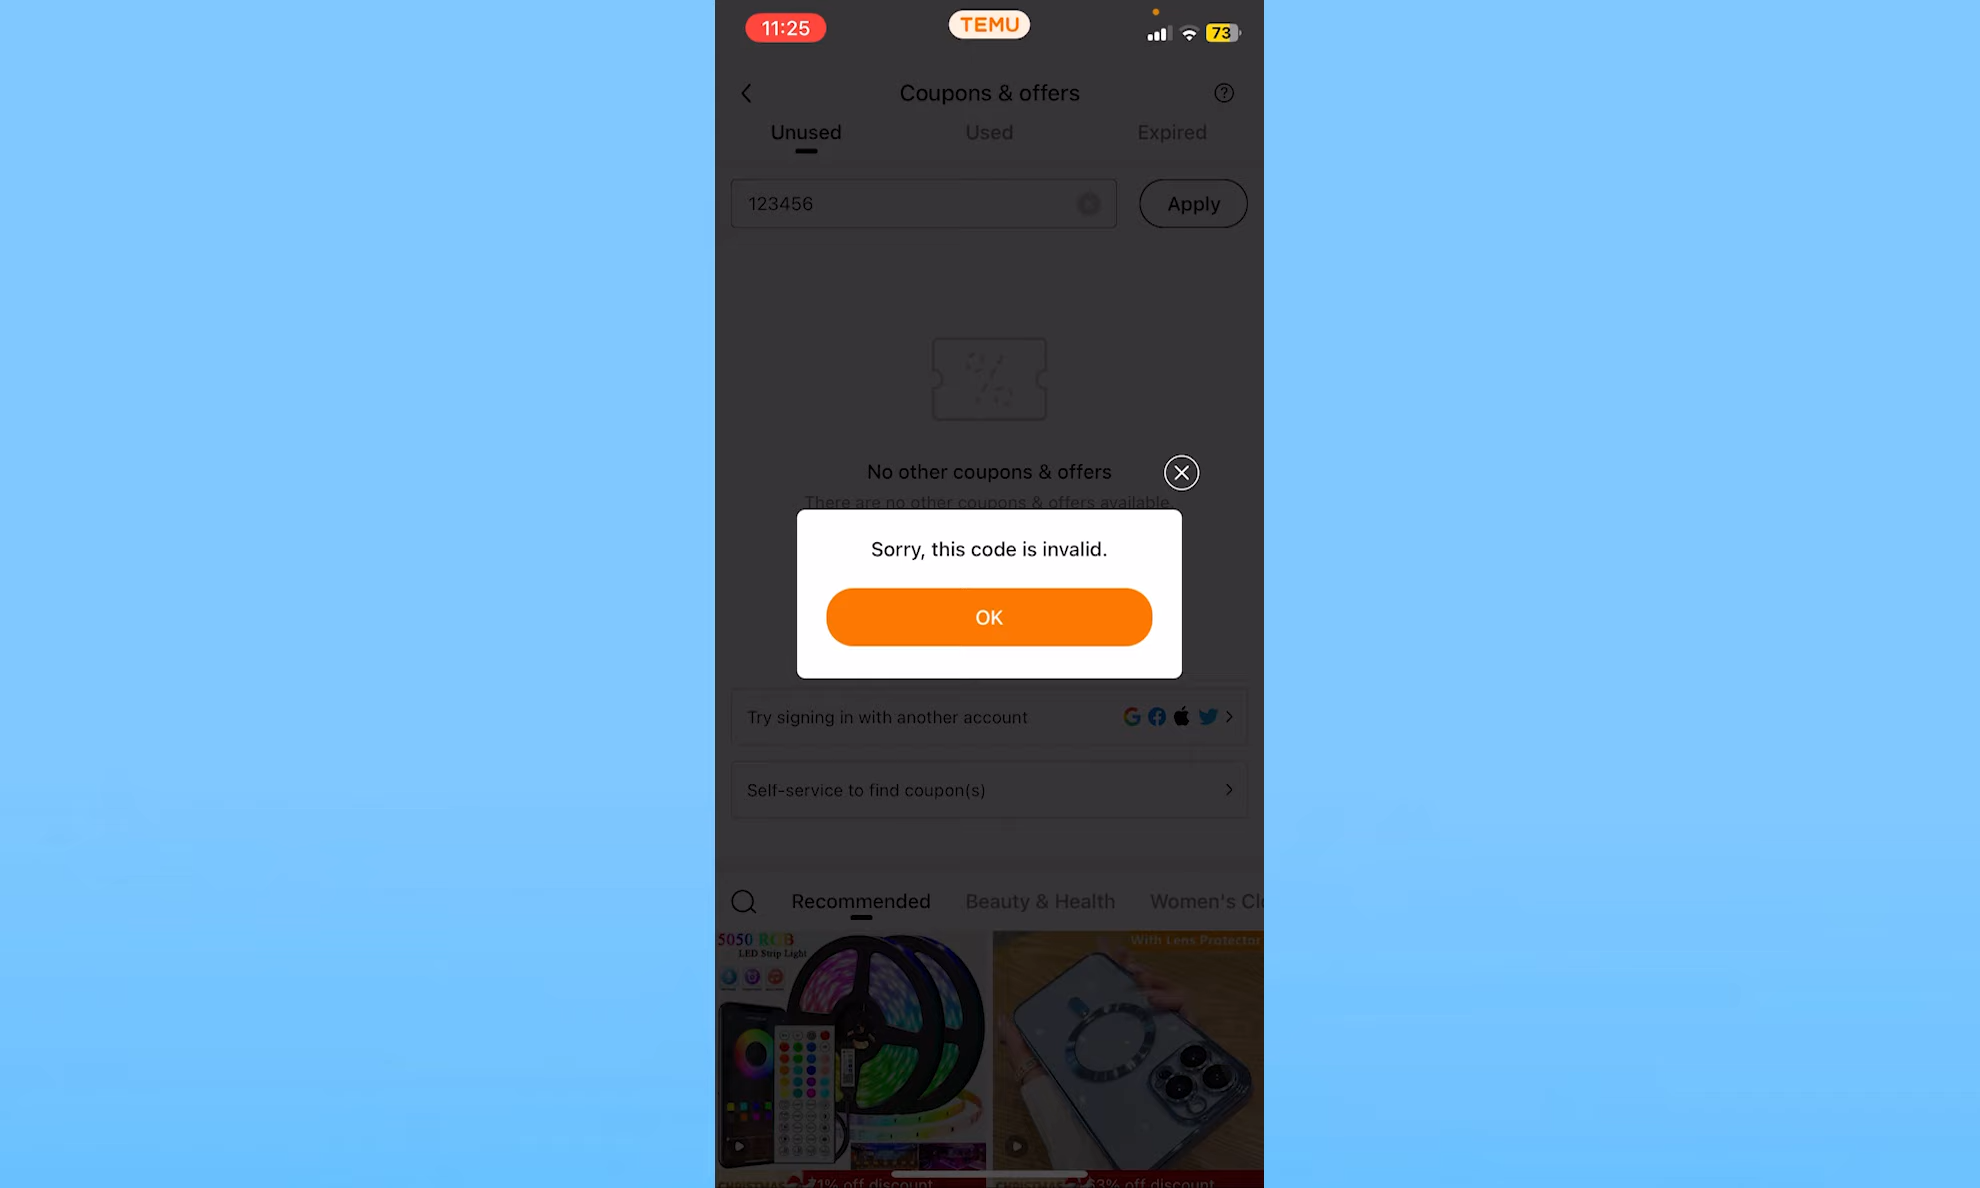 11:25
TEMU
73
Coupons & offers
Unused
Used
Expired
123456
Apply
No other coupons & offers
There are no other coupons & offers available.
Sorry, this code is invalid.
OK
Try signing in with another account
Self-service to find coupon(s)
Recommended
Beauty & Health
Women's Cl
5050 RGB
LED Strip Light
With Lens Protector
CHRISTMAS
71% off discount
CHRISTMAS
63% off discount